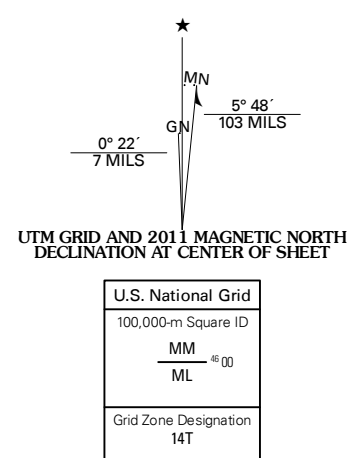 ★
MN
GN
5° 48´
103 MILS
0° 22´
7 MILS
UTM GRID AND 2011 MAGNETIC NORTH
DECLINATION AT CENTER OF SHEET
U.S. National Grid
100,000-m Square ID
MM
46 00
ML
Grid Zone Designation
14T